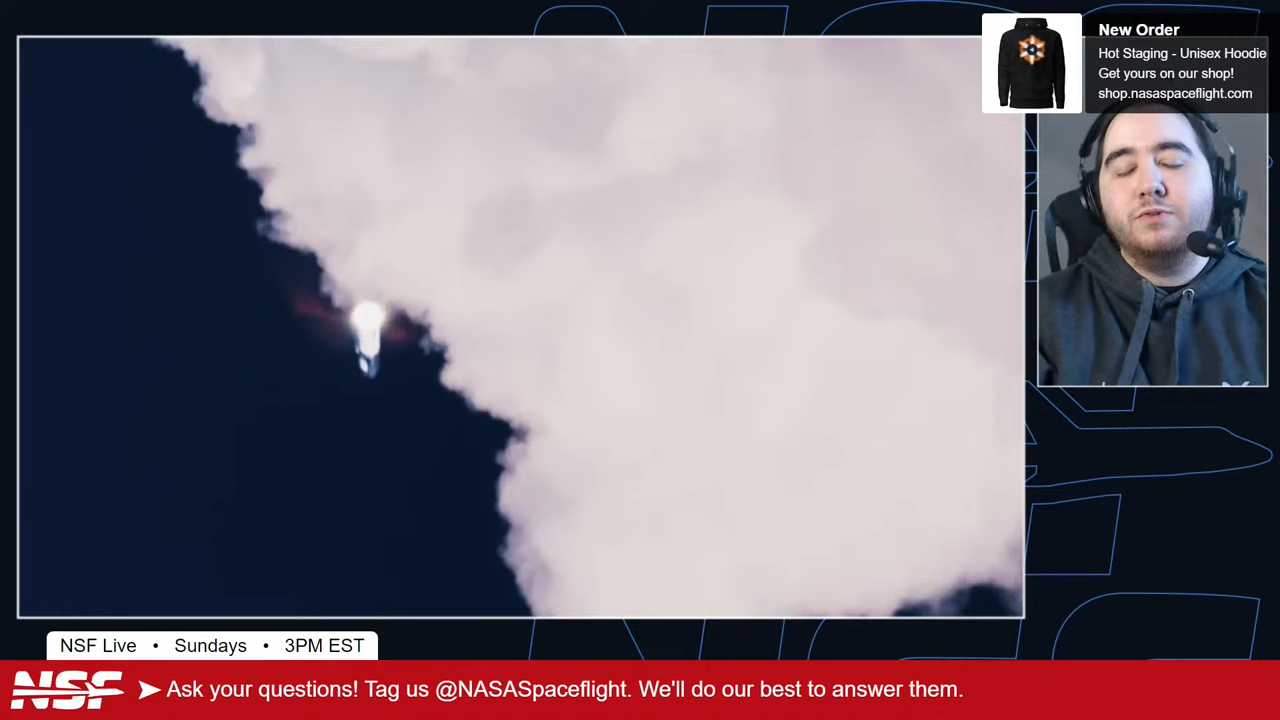 New Order
Hot Staging - Unisex Hoodie
Get yours on our shop!
shop.nasaspaceflight.com
NSF Live • Sundays • 3PM EST
NSF
Ask your questions! Tag us @NASASpaceflight. We'll do our best to answer them.